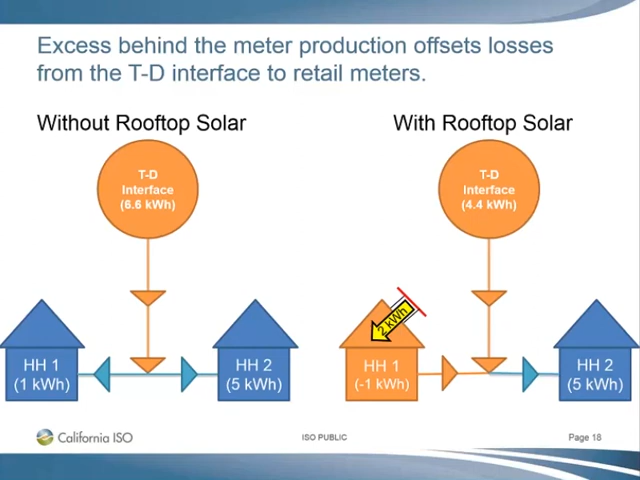 Excess behind the meter production offsets losses
from the T-D interface to retail meters.
Without Rooftop Solar
With Rooftop Solar
T-D
Interface
(6.6 kWh)
T-D
Interface
(4.4 kWh)
2 kWh
HH 1
(1 kWh)
HH 2
(5 kWh)
HH 1
(-1 kWh)
HH 2
(5 kWh)
California ISO
ISO PUBLIC
Page 18